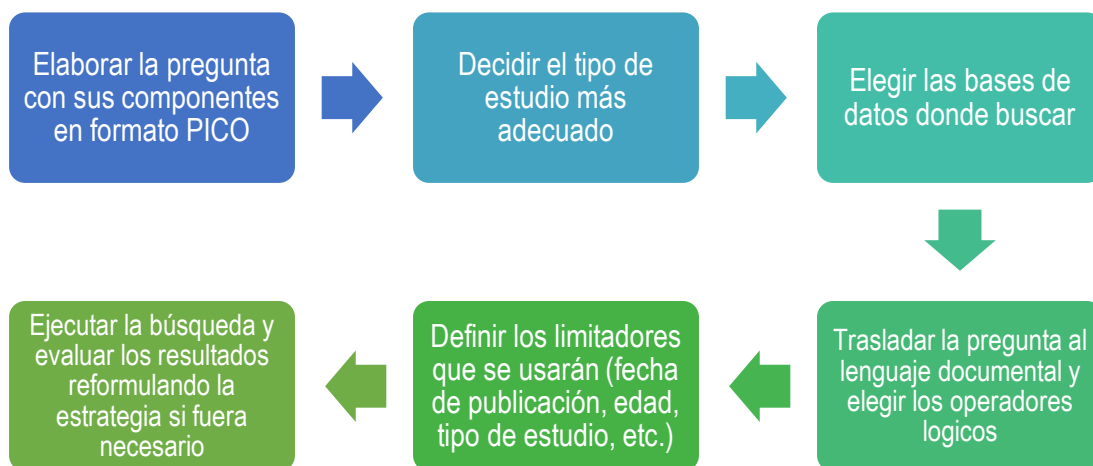 Elaborar la pregunta
con sus componentes
en formato PICO
Decidir el tipo de
estudio más
adecuado
Elegir las bases de
datos donde buscar
Trasladar la pregunta al
lenguaje documental y
elegir los operadores
logicos
Definir los limitadores
que se usarán (fecha
de publicación, edad,
tipo de estudio, etc.)
Ejecutar la búsqueda y
evaluar los resultados
reformulando la
estrategia si fuera
necesario